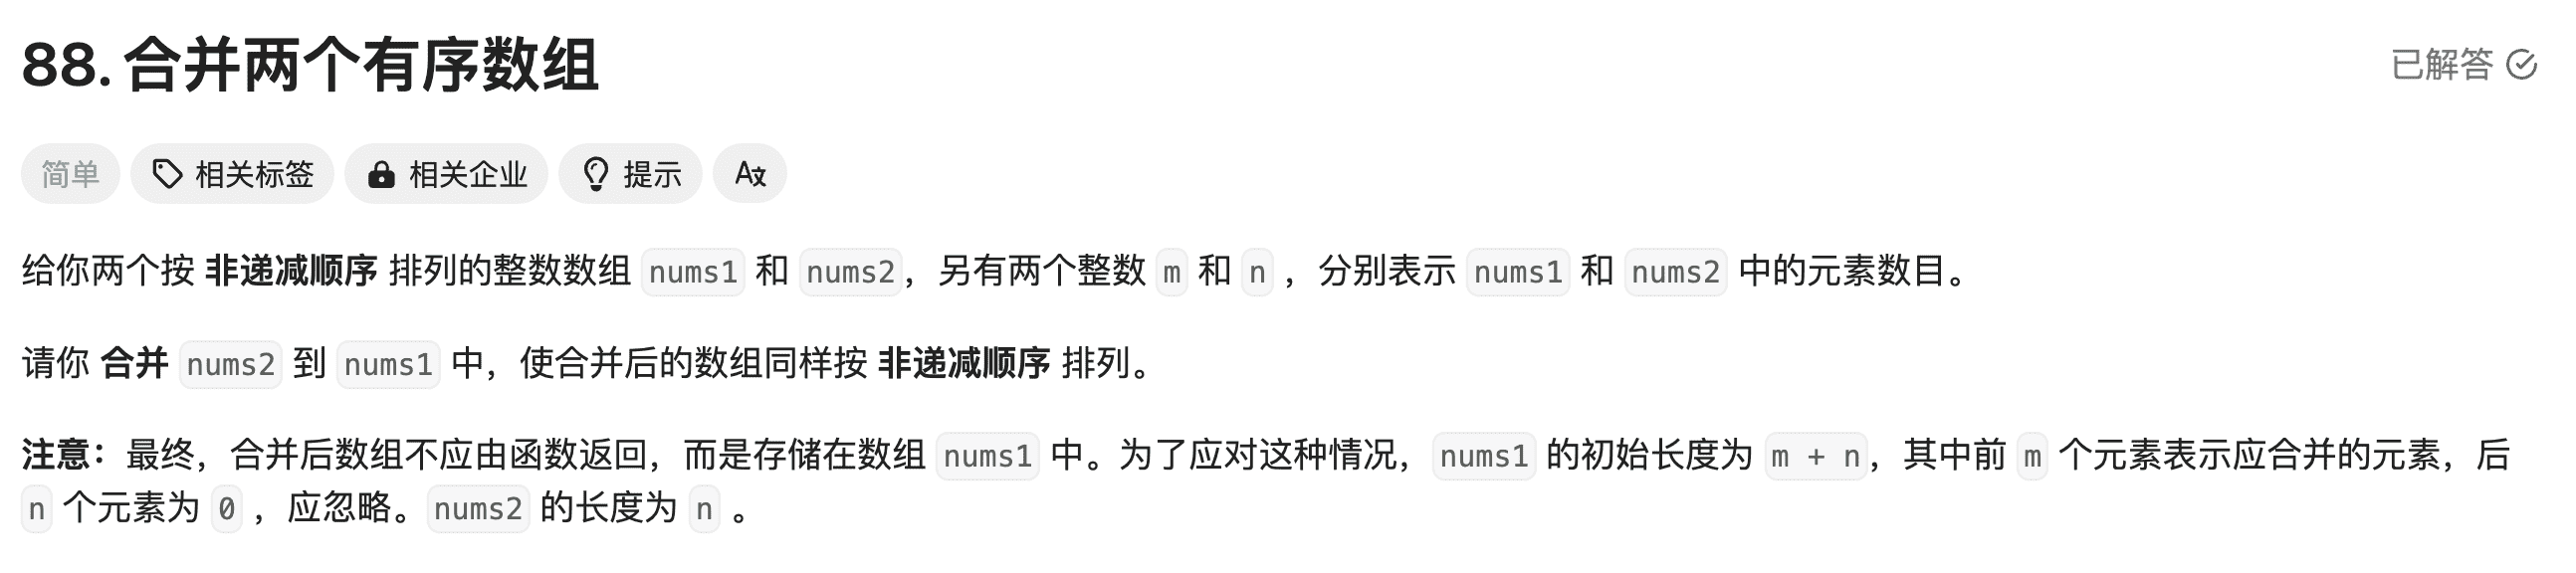 88. 合并两个有序数组
已解答
简单 相关标签 相关企业 提示 A文
给你两个按 非递减顺序 排列的整数数组 nums1 和 nums2，另有两个整数 m 和 n ，分别表示 nums1 和 nums2 中的元素数目。
请你 合并 nums2 到 nums1 中，使合并后的数组同样按 非递减顺序 排列。
注意：最终，合并后数组不应由函数返回，而是存储在数组 nums1 中。为了应对这种情况，nums1 的初始长度为 m + n，其中前 m 个元素表示应合并的元素，后
n 个元素为 0 ，应忽略。nums2 的长度为 n 。